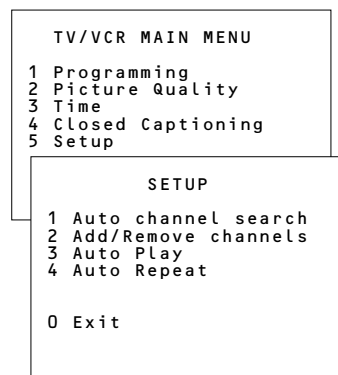 TV/VCR MAIN MENU
1 Programming
2 Picture Quality
3 Time
4 Closed Captioning
5 Setup
SETUP
1 Auto channel search
2 Add/Remove channels
3 Auto Play
4 Auto Repeat
0 Exit